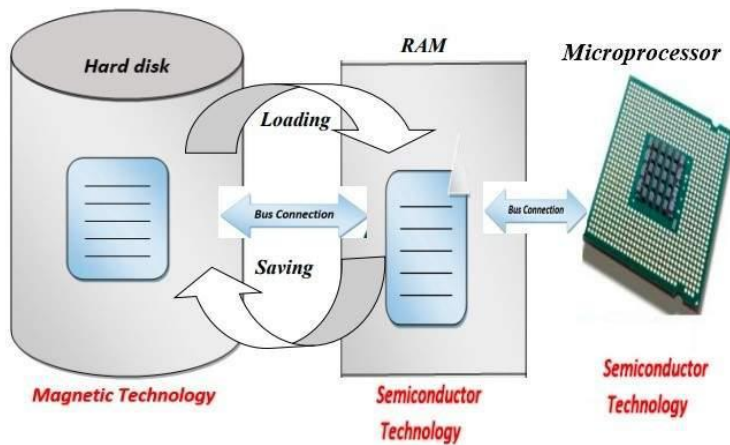 Hard disk
RAM
Microprocessor
Loading
Bus Connection
Bus Connection
Saving
Magnetic Technology
Semiconductor
Technology
Semiconductor
Technology